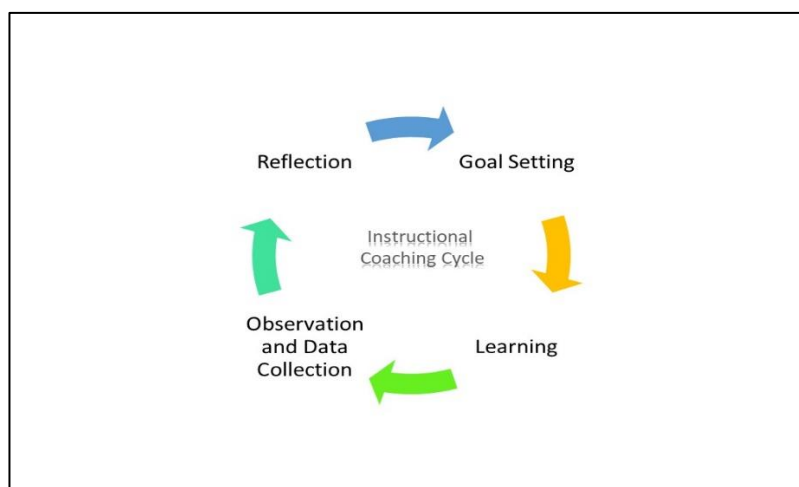 Reflection
Goal Setting
Instructional
Coaching Cycle
Observation
and Data
Collection
Learning